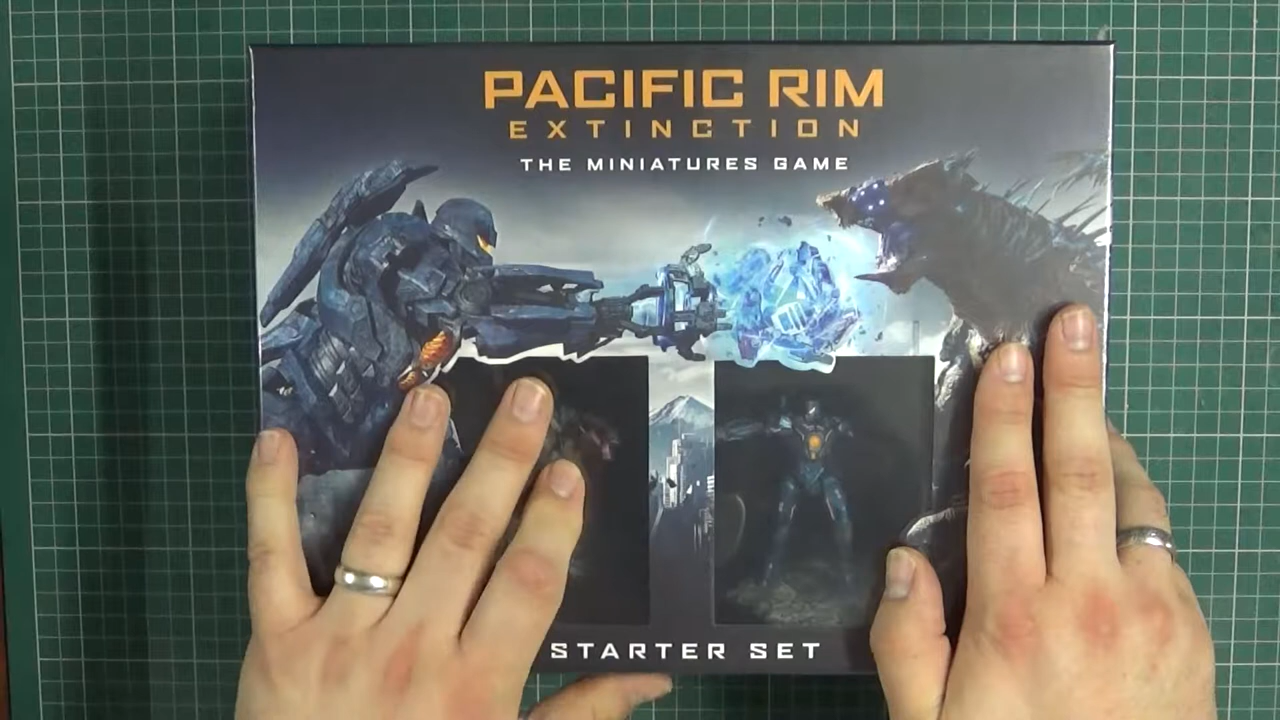 PACIFIC RIM
EXTINCTION
THE MINIATURES GAME
STARTER SET